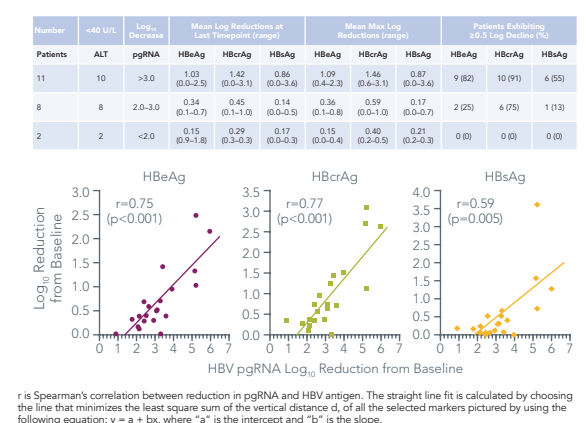 Number <40 U/L Log10 Decrease Mean Log Reductions at Last Timepoint (range) Mean Max Log Reductions (range) Patients Exhibiting ≥0.5 Log Decline (%)
Patients ALT pgRNA HBeAg HBcrAg HBsAg HBeAg HBcrAg HBsAg HBeAg HBcrAg HBsAg
11 10 >3.0 1.03 (0.0–2.5) 1.42 (0.0–3.1) 0.86 (0.0–3.6) 1.09 (0.4–2.3) 1.46 (0.6–3.1) 0.87 (0.0–3.6) 9 (82) 10 (91) 6 (55)
8 8 2.0–3.0 0.34 (0.1–0.7) 0.45 (0.1–1.0) 0.14 (0.0–0.5) 0.36 (0.1–0.8) 0.59 (0.0–1.0) 0.17 (0.0–0.7) 2 (25) 6 (75) 1 (13)
2 2 <2.0 0.15 (0.9–1.8) 0.29 (0.3–0.3) 0.17 (0.0–0.3) 0.15 (0.0–0.4) 0.40 (0.2–0.5) 0.21 (0.2–0.3) 0 (0) 0 (0) 0 (0)
HBeAg HBcrAg HBsAg
Log10 Reduction
from Baseline
r=0.75
(p<0.001)
3.0
2.5
2.0
1.5
1.0
0.5
0.0
0 1 2 3 4 5 6 7
r=0.77
(p<0.001)
3.5
3.0
2.5
2.0
1.5
1.0
0.5
0.0
0 1 2 3 4 5 6 7
r=0.59
(p=0.005)
4.0
3.5
3.0
2.5
2.0
1.5
1.0
0.5
0.0
0 1 2 3 4 5 6 7
HBV pgRNA Log10 Reduction from Baseline
r is Spearman's correlation between reduction in pgRNA and HBV antigen. The straight line fit is calculated by choosing
the line that minimizes the least square sum of the vertical distance d, of all the selected markers pictured by using the
following equation: y = a + bx, where "a" is the intercept and "b" is the slope.